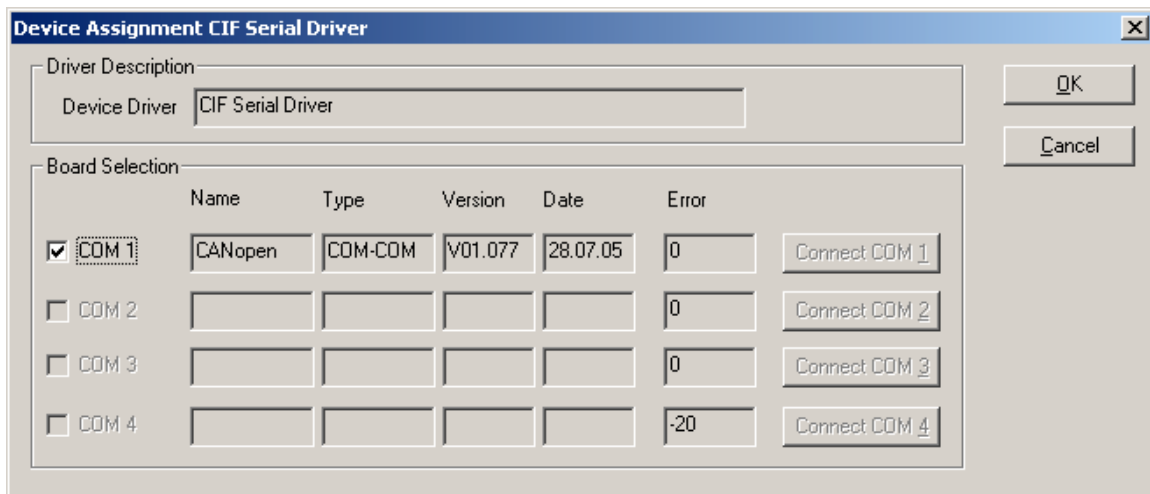 Device Assignment CIF Serial Driver
Driver Description
Device Driver CIF Serial Driver
OK
Cancel
Board Selection
Name Type Version Date Error
COM 1 CANopen COM-COM V01.077 28.07.05 0 Connect COM 1
COM 2 0 Connect COM 2
COM 3 0 Connect COM 3
COM 4 -20 Connect COM 4